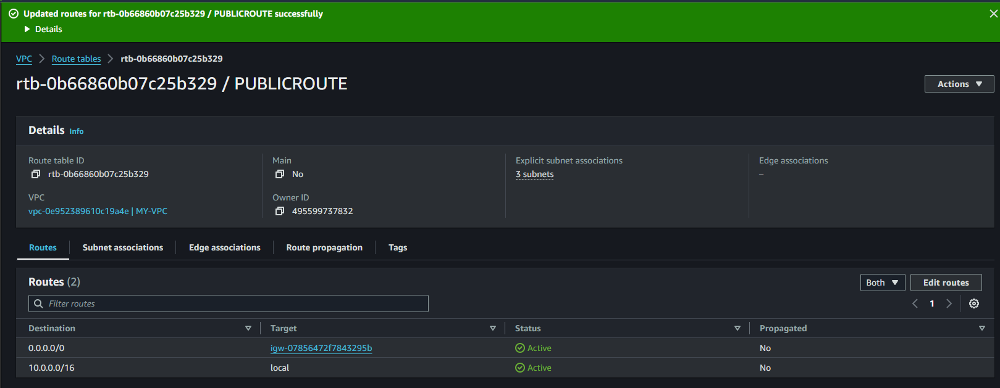 Updated routes for rtb-0b66860b07c25b329 / PUBLICROUTE successfully
Details
VPC > Route tables > rtb-0b66860b07c25b329
rtb-0b66860b07c25b329 / PUBLICROUTE
Actions
Details Info
Route table ID
rtb-0b66860b07c25b329
Main
No
Explicit subnet associations
3 subnets
Edge associations
–
VPC
vpc-0e952389610c19a4e | MY-VPC
Owner ID
495599737832
Routes Subnet associations Edge associations Route propagation Tags
Routes (2)
Both Edit routes
Filter routes
1
Destination Target Status Propagated
0.0.0.0/0 igw-07856472f7843295b Active No
10.0.0.0/16 local Active No